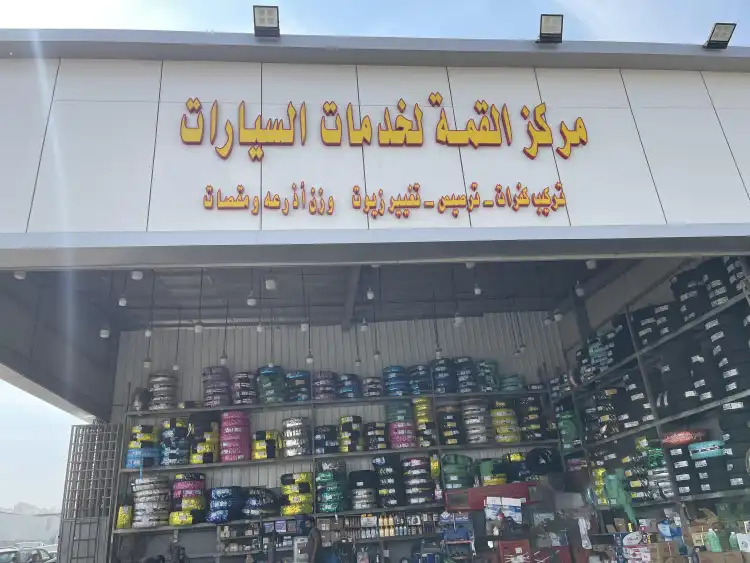 مركز القمة لخدمات السيارات
تركيب كفرات - ترصيص - تغيير زيوت وزن أذرعه ومقصات